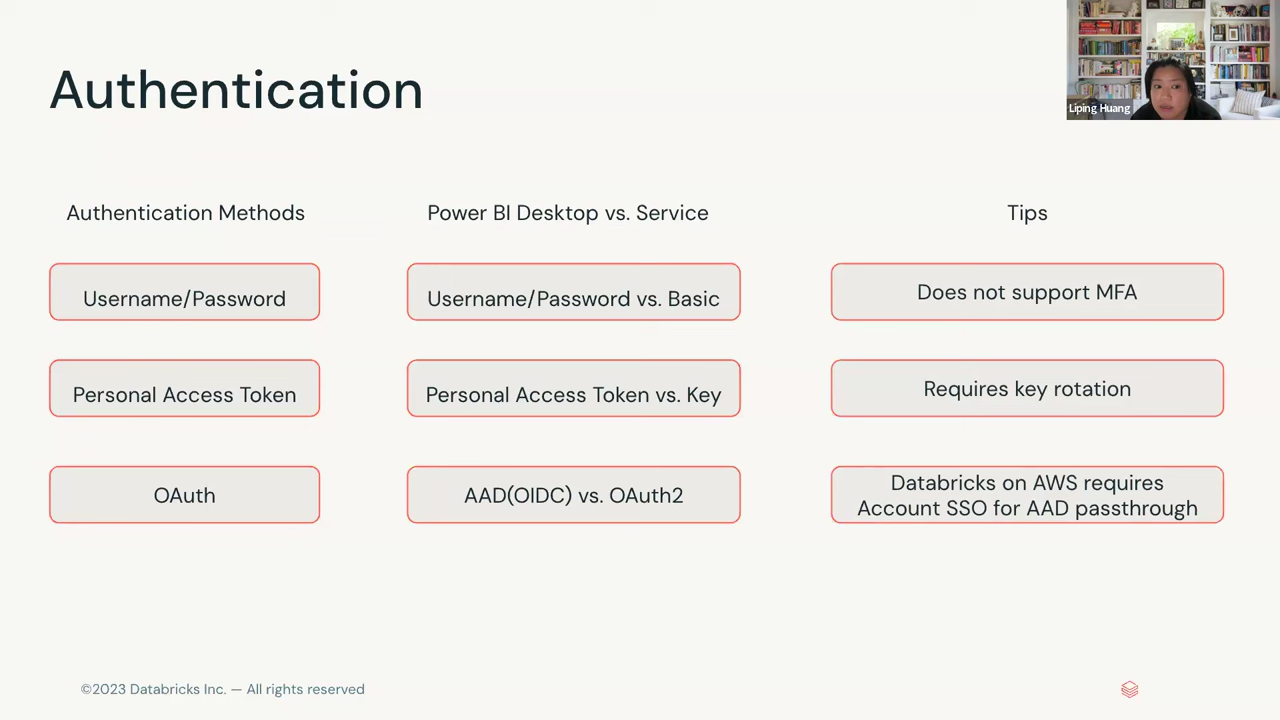 Authentication
Liping Huang
Authentication Methods
Power BI Desktop vs. Service
Tips
Username/Password
Username/Password vs. Basic
Does not support MFA
Personal Access Token
Personal Access Token vs. Key
Requires key rotation
OAuth
AAD(OIDC) vs. OAuth2
Databricks on AWS requires
Account SSO for AAD passthrough
©2023 Databricks Inc. — All rights reserved